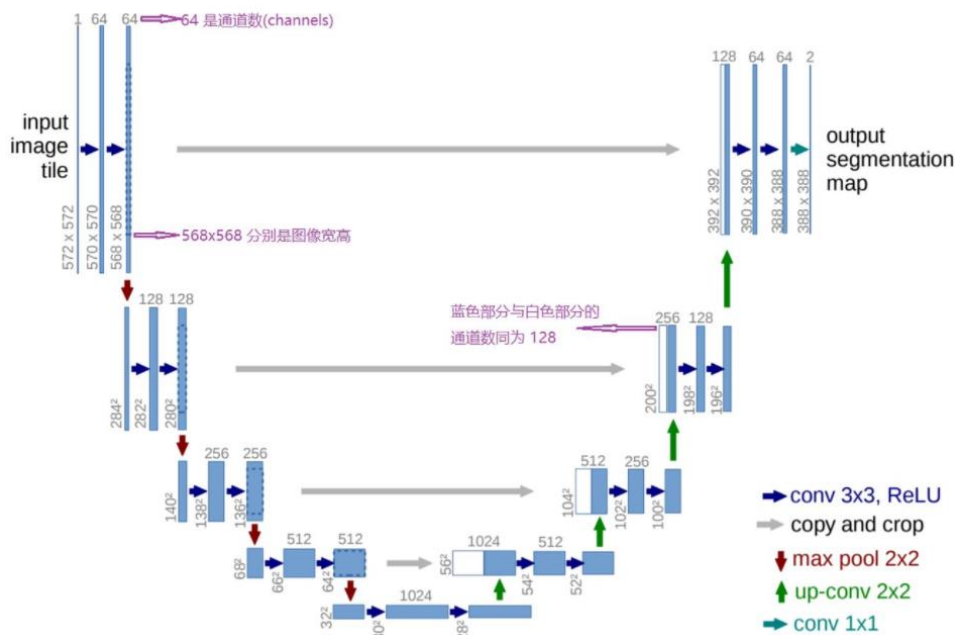 1 64 64
64 是通道数(channels)
input
image
tile
572 x 572
570 x 570
568 x 568
568x568 分别是图像宽高
128 64 64 2
output
segmentation
map
392 x 392
390 x 390
388 x 388
388 x 388
128 128
284²
282²
280²
蓝色部分与白色部分的
通道数同为 128
256 128
200²
198²
196²
256 256
140²
138²
136²
512 256
104²
102²
100²
512 512
68²
66²
64²
1024 512
56²
54²
52²
1024
32²
conv 3x3, ReLU
copy and crop
max pool 2x2
up-conv 2x2
conv 1x1